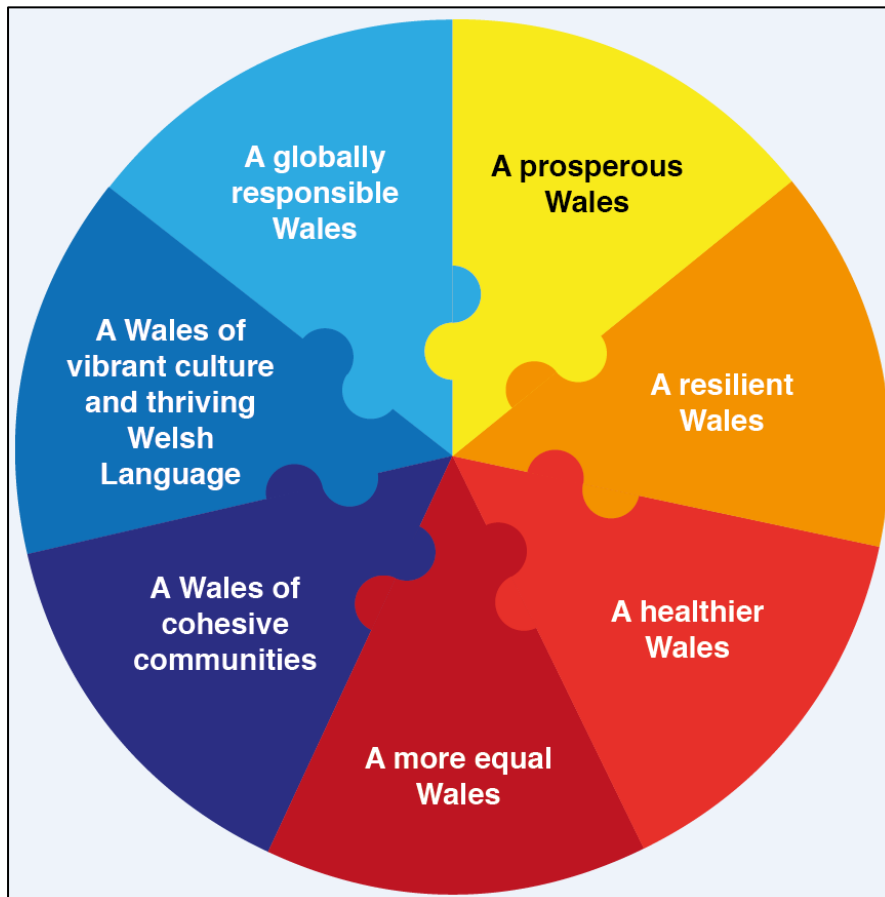 A prosperous
Wales
A resilient
Wales
A healthier
Wales
A more equal
Wales
A Wales of
cohesive
communities
A Wales of
vibrant culture
and thriving
Welsh
Language
A globally
responsible
Wales